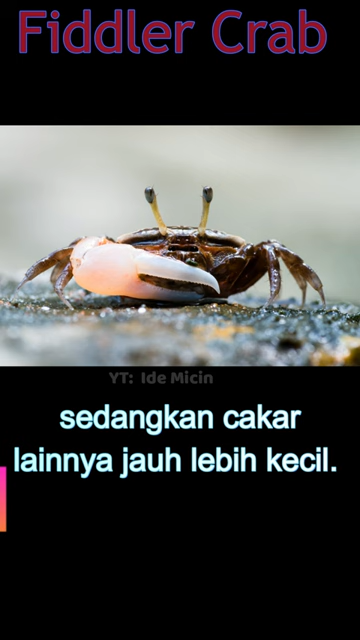 Fiddler Crab
YT: Ide Micin
sedangkan cakar
lainnya jauh lebih kecil.